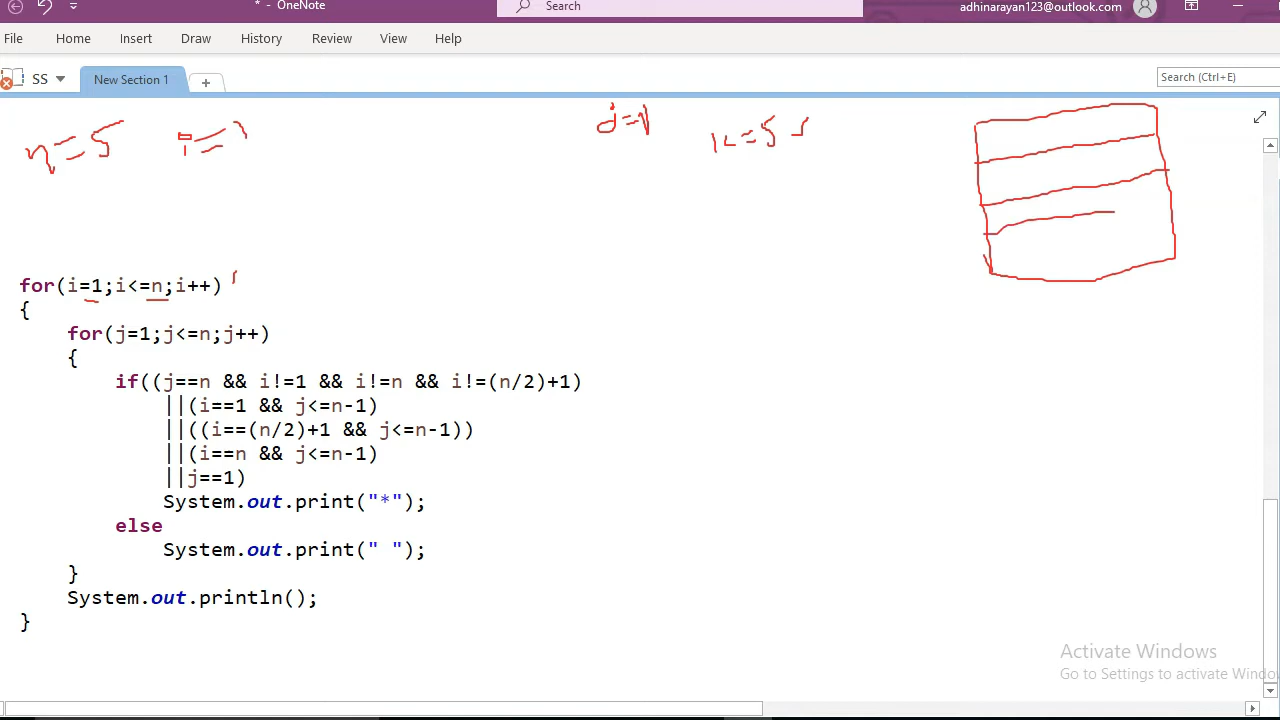 * - OneNote
Search
adhinarayan123@outlook.com
File Home Insert Draw History Review View Help
SS New Section 1 +
Search (Ctrl+E)
n=5
j=1
k=5
for(i=1;i<=n;i++)
{
for(j=1;j<=n;j++)
{
if((j==n && i!=1 && i!=n && i!=(n/2)+1)
||(i==1 && j<=n-1)
||((i==(n/2)+1 && j<=n-1))
||(i==n && j<=n-1)
||j==1)
System.out.print("*");
else
System.out.print(" ");
}
System.out.println();
}
Activate Windows
Go to Settings to activate Windo